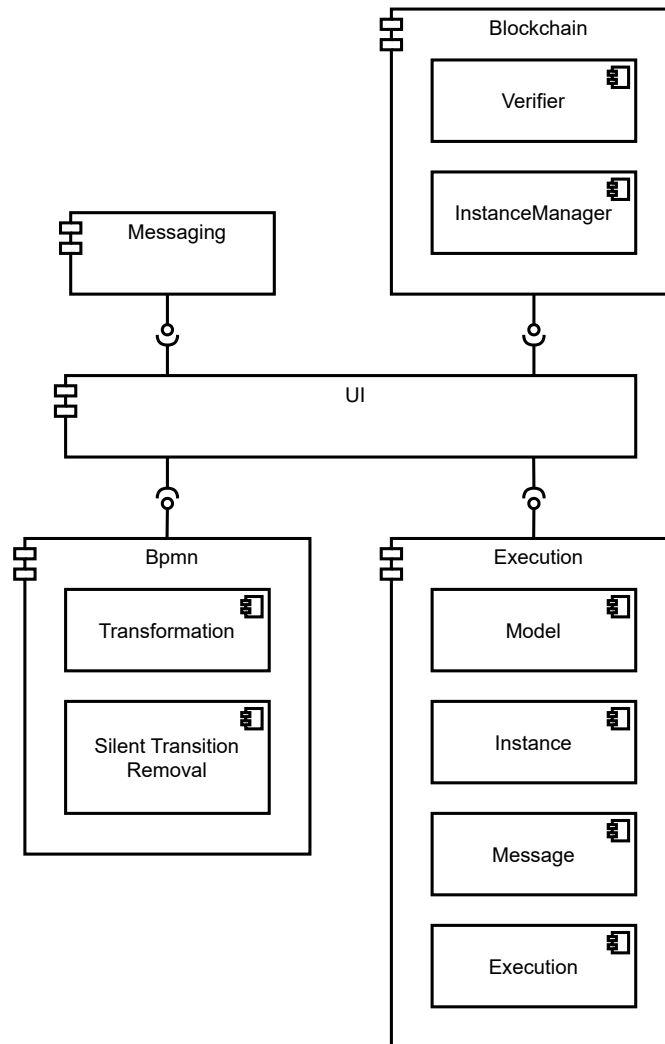 Blockchain
Verifier
InstanceManager
Messaging
UI
Bpmn
Transformation
Silent Transition
Removal
Execution
Model
Instance
Message
Execution